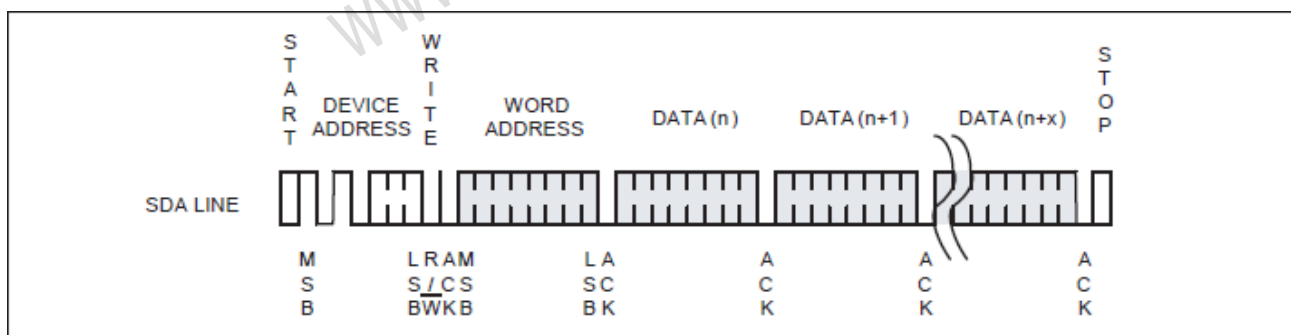 WWW
START
WRITE
STOP
DEVICE ADDRESS
WORD ADDRESS
DATA (n)
DATA (n+1)
DATA (n+x)
SDA LINE
MSB
LSB
R/W
ACK
MSB
LSB
ACK
ACK
ACK
ACK